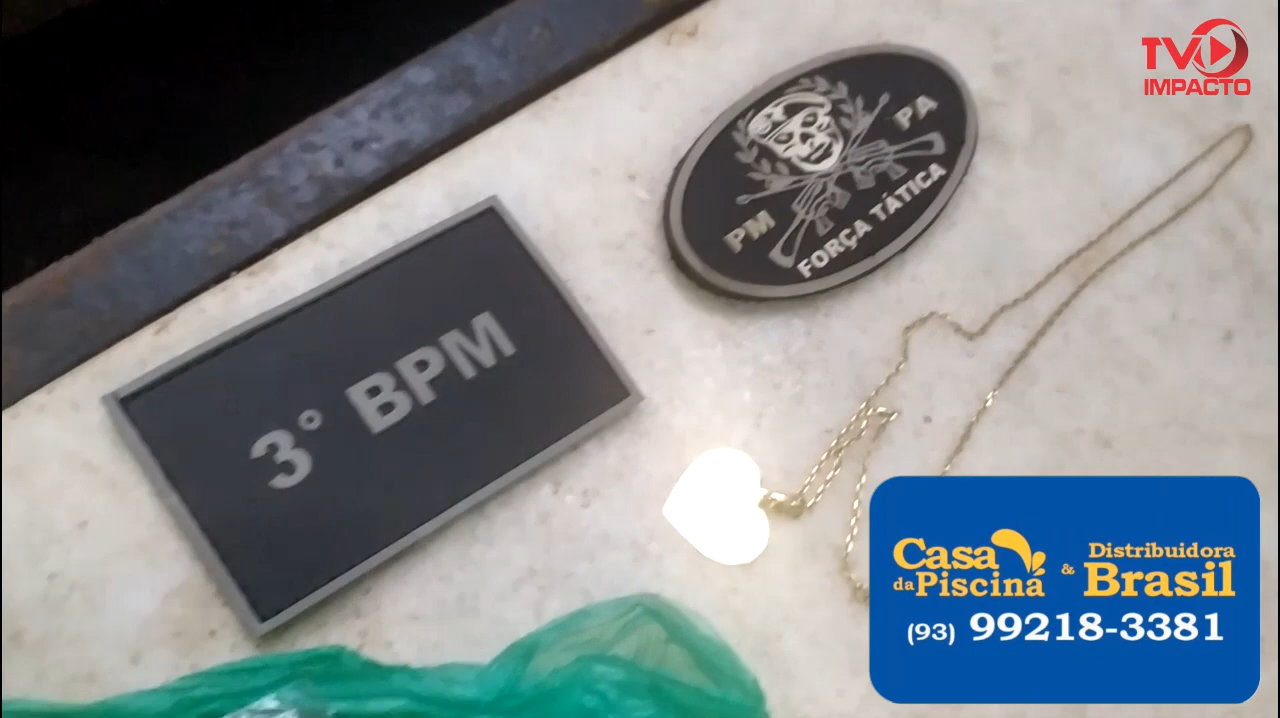 TV
IMPACTO
PM
PA
FORÇA TÁTICA
3° BPM
Casa
da Piscina
&
Distribuidora
Brasil
(93) 99218-3381